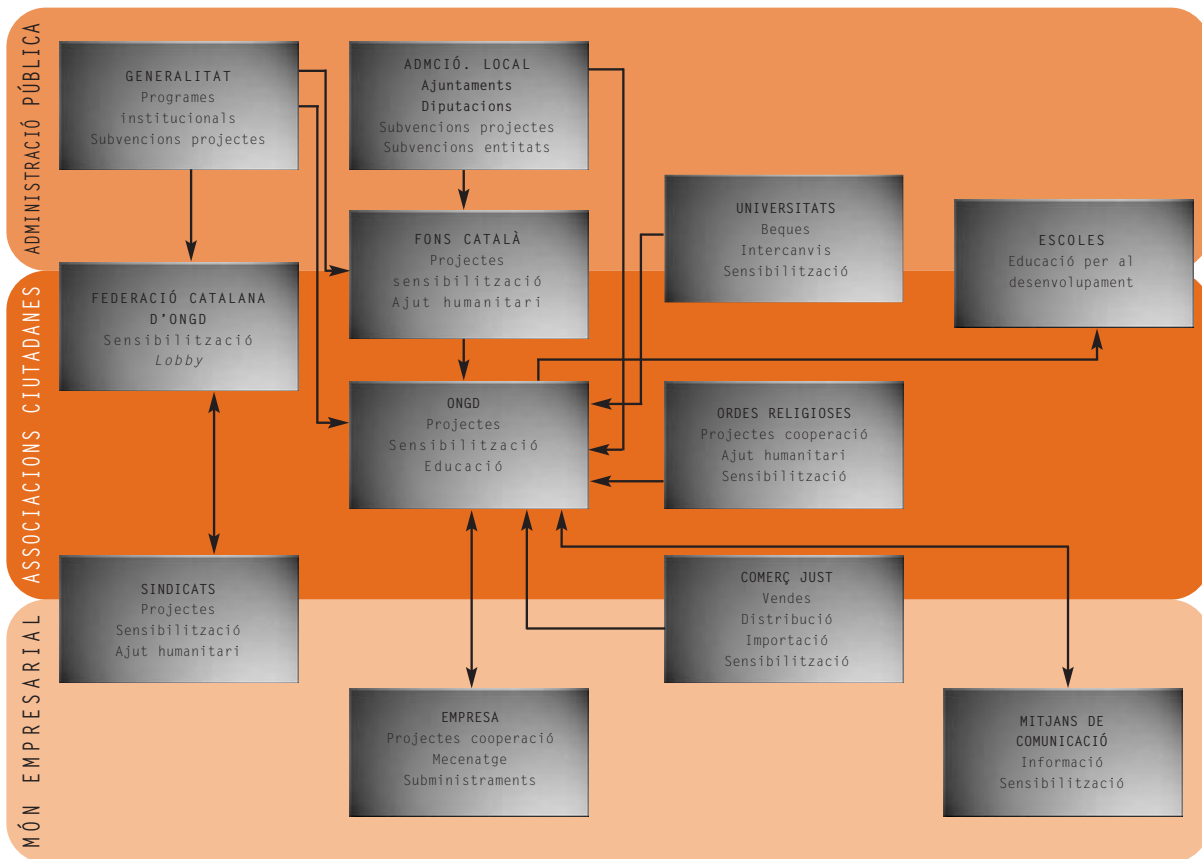 ADMINISTRACIÓ PÚBLICA
GENERALITAT
Programes
institucionals
Subvencions projectes
ADMCIÓ. LOCAL
Ajuntaments
Diputacions
Subvencions projectes
Subvencions entitats
UNIVERSITATS
Beques
Intercanvis
Sensibilització
ESCOLES
Educació per al
desenvolupament
FONS CATALÀ
Projectes
sensibilització
Ajut humanitari
ASSOCIACIONS CIUTADANES
FEDERACIÓ CATALANA
D'ONGD
Sensibilització
Lobby
ONGD
Projectes
Sensibilització
Educació
ORDES RELIGIOSES
Projectes cooperació
Ajut humanitari
Sensibilització
SINDICATS
Projectes
Sensibilització
Ajut humanitari
COMERÇ JUST
Vendes
Distribució
Importació
Sensibilització
MÓN EMPRESARIAL
EMPRESA
Projectes cooperació
Mecenatge
Subministraments
MITJANS DE
COMUNICACIÓ
Informació
Sensibilització